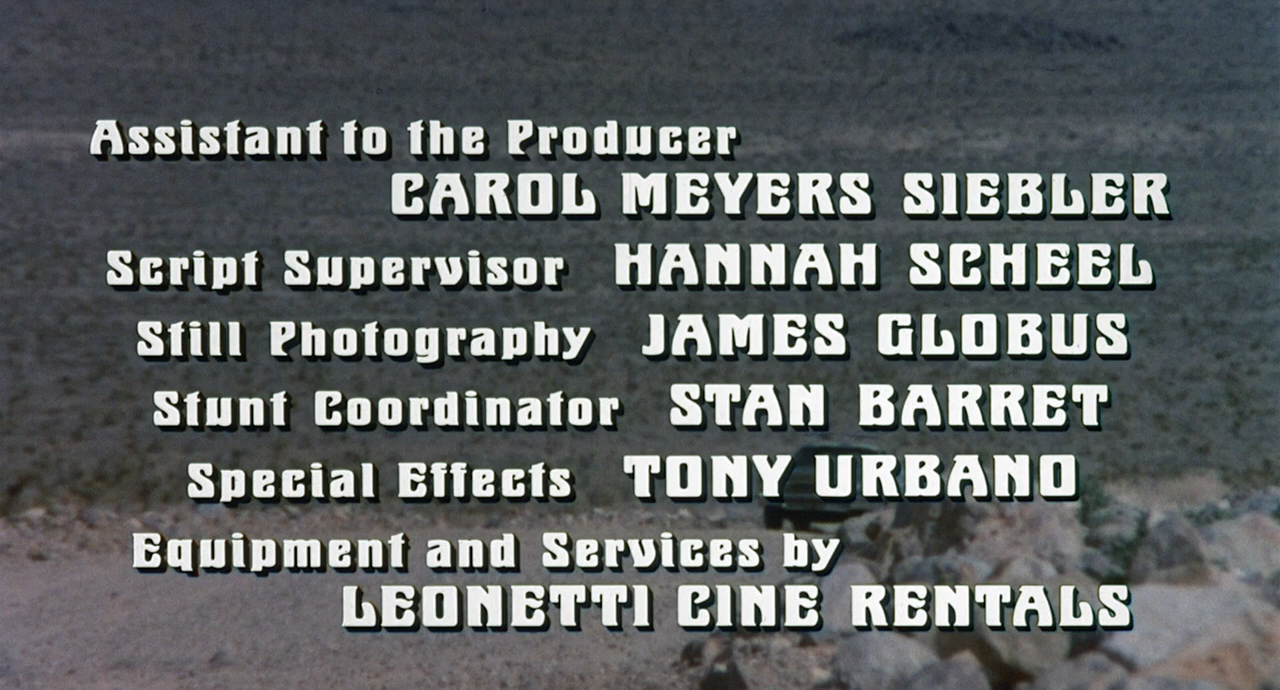 Assistant to the Producer
CAROL MEYERS SIEBLER
Script Supervisor HANNAH SCHEEL
Still Photography JAMES GLOBUS
Stunt Coordinator STAN BARRET
Special Effects TONY URBANO
Equipment and Services by
LEONETTI CINE RENTALS